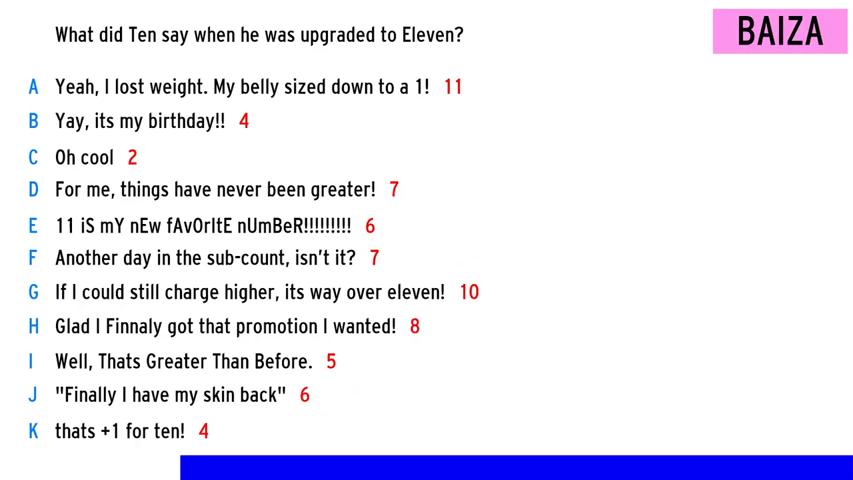 What did Ten say when he was upgraded to Eleven?
BAIZA
A Yeah, I lost weight. My belly sized down to a 1! 11
B Yay, its my birthday!! 4
C Oh cool 2
D For me, things have never been greater! 7
E 11 iS mY nEw fAvOrItE nUmBeR!!!!!!!!! 6
F Another day in the sub-count, isn't it? 7
G If I could still charge higher, its way over eleven! 10
H Glad I Finnaly got that promotion I wanted! 8
I Well, Thats Greater Than Before. 5
J "Finally I have my skin back" 6
K thats +1 for ten! 4